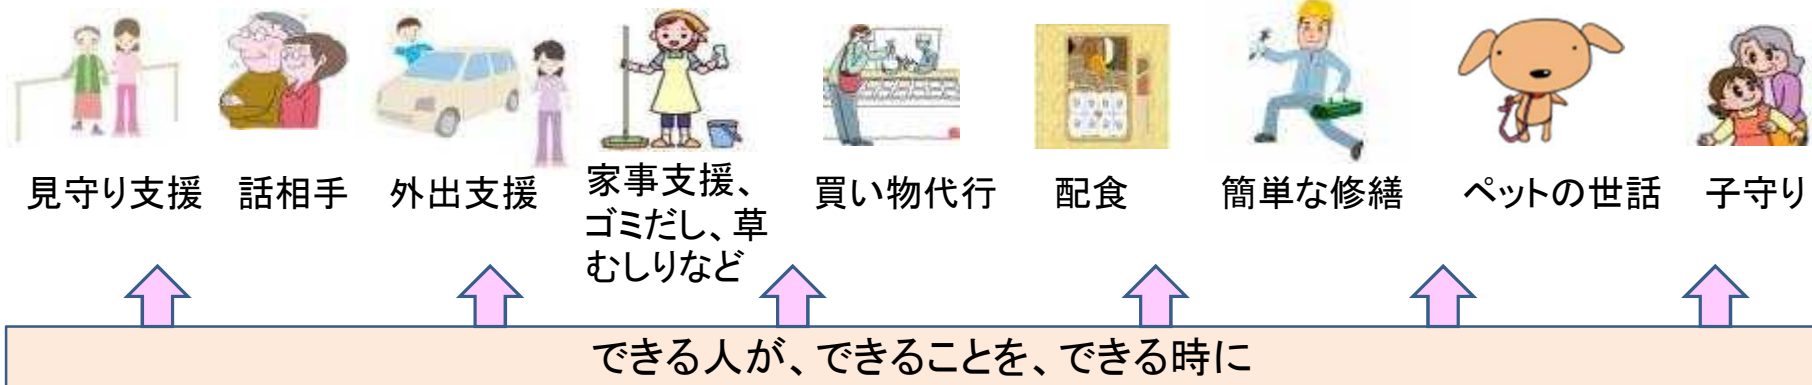 見守り支援
話相手
外出支援
家事支援、
ゴミだし、草
むしりなど
買い物代行
配食
簡単な修繕
ペットの世話
子守り
できる人が、できることを、できる時に